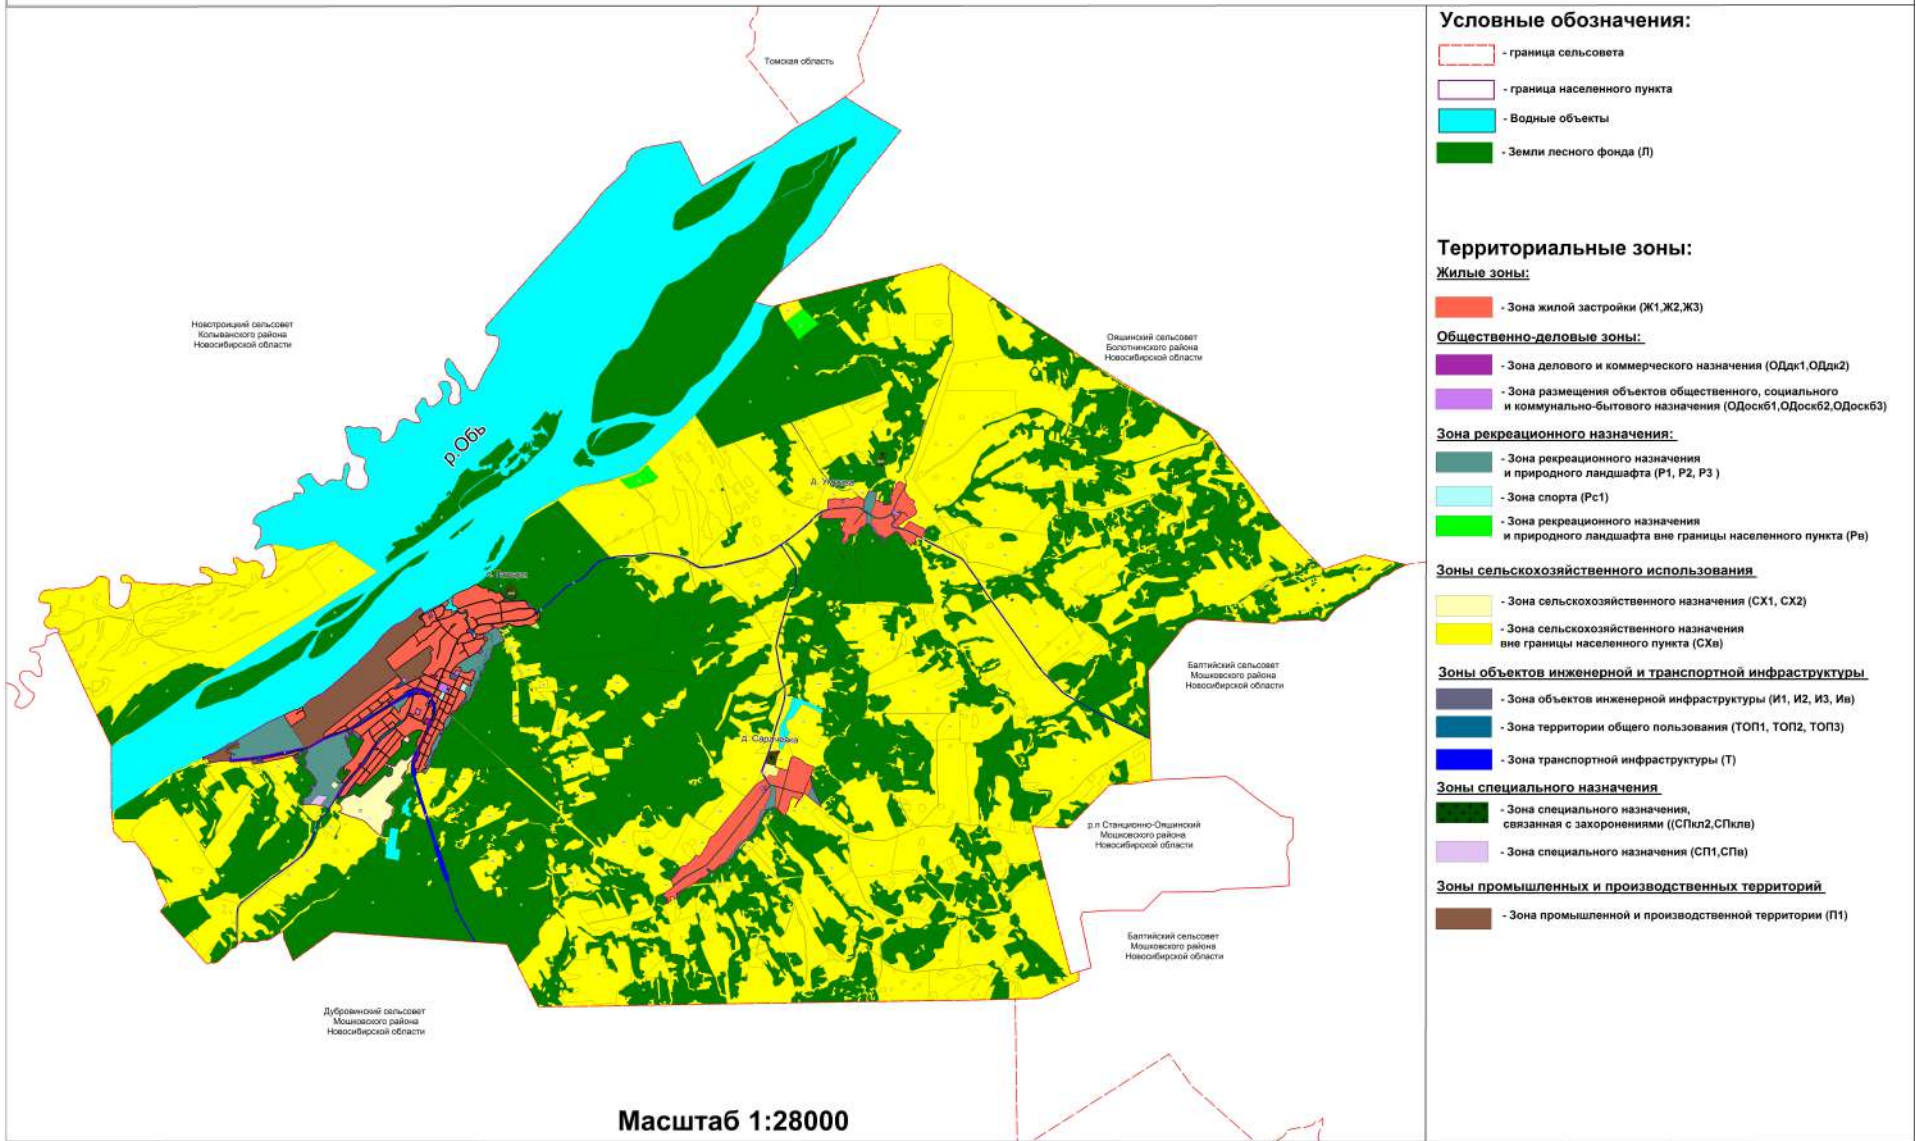 Томская область
Новотроицкий сельсовет
Колыванского района
Новосибирской области
Ояшинский сельсовет
Болотнинского района
Новосибирской области
р.Обь
Балтийский сельсовет
Мошковского района
Новосибирской области
р.п Станционно-Ояшинский
Мошковского района
Новосибирской области
Балтийский сельсовет
Мошковского района
Новосибирской области
Дубровинский сельсовет
Мошковского района
Новосибирской области
Масштаб 1:28000
Условные обозначения:
- граница сельсовета
- граница населенного пункта
- Водные объекты
- Земли лесного фонда (Л)
Территориальные зоны:
Жилые зоны:
- Зона жилой застройки (Ж1,Ж2,Ж3)
Общественно-деловые зоны:
- Зона делового и коммерческого назначения (ОДдк1,ОДдк2)
- Зона размещения объектов общественного, социального
и коммунально-бытового назначения (ОДоскб1,ОДоскб2,ОДоскб3)
Зона рекреационного назначения:
- Зона рекреационного назначения
и природного ландшафта (Р1, Р2, Р3 )
- Зона спорта (Рс1)
- Зона рекреационного назначения
и природного ландшафта вне границы населенного пункта (Рв)
Зоны сельскохозяйственного использования
- Зона сельскохозяйственного назначения (СХ1, СХ2)
- Зона сельскохозяйственного назначения
вне границы населенного пункта (СХв)
Зоны объектов инженерной и транспортной инфраструктуры
- Зона объектов инженерной инфраструктуры (И1, И2, И3, Ив)
- Зона территории общего пользования (ТОП1, ТОП2, ТОП3)
- Зона транспортной инфраструктуры (Т)
Зоны специального назначения
- Зона специального назначения,
связанная с захоронениями ((СПкл2,СПклв)
- Зона специального назначения (СП1,СПв)
Зоны промышленных и производственных территорий
- Зона промышленной и производственной территории (П1)